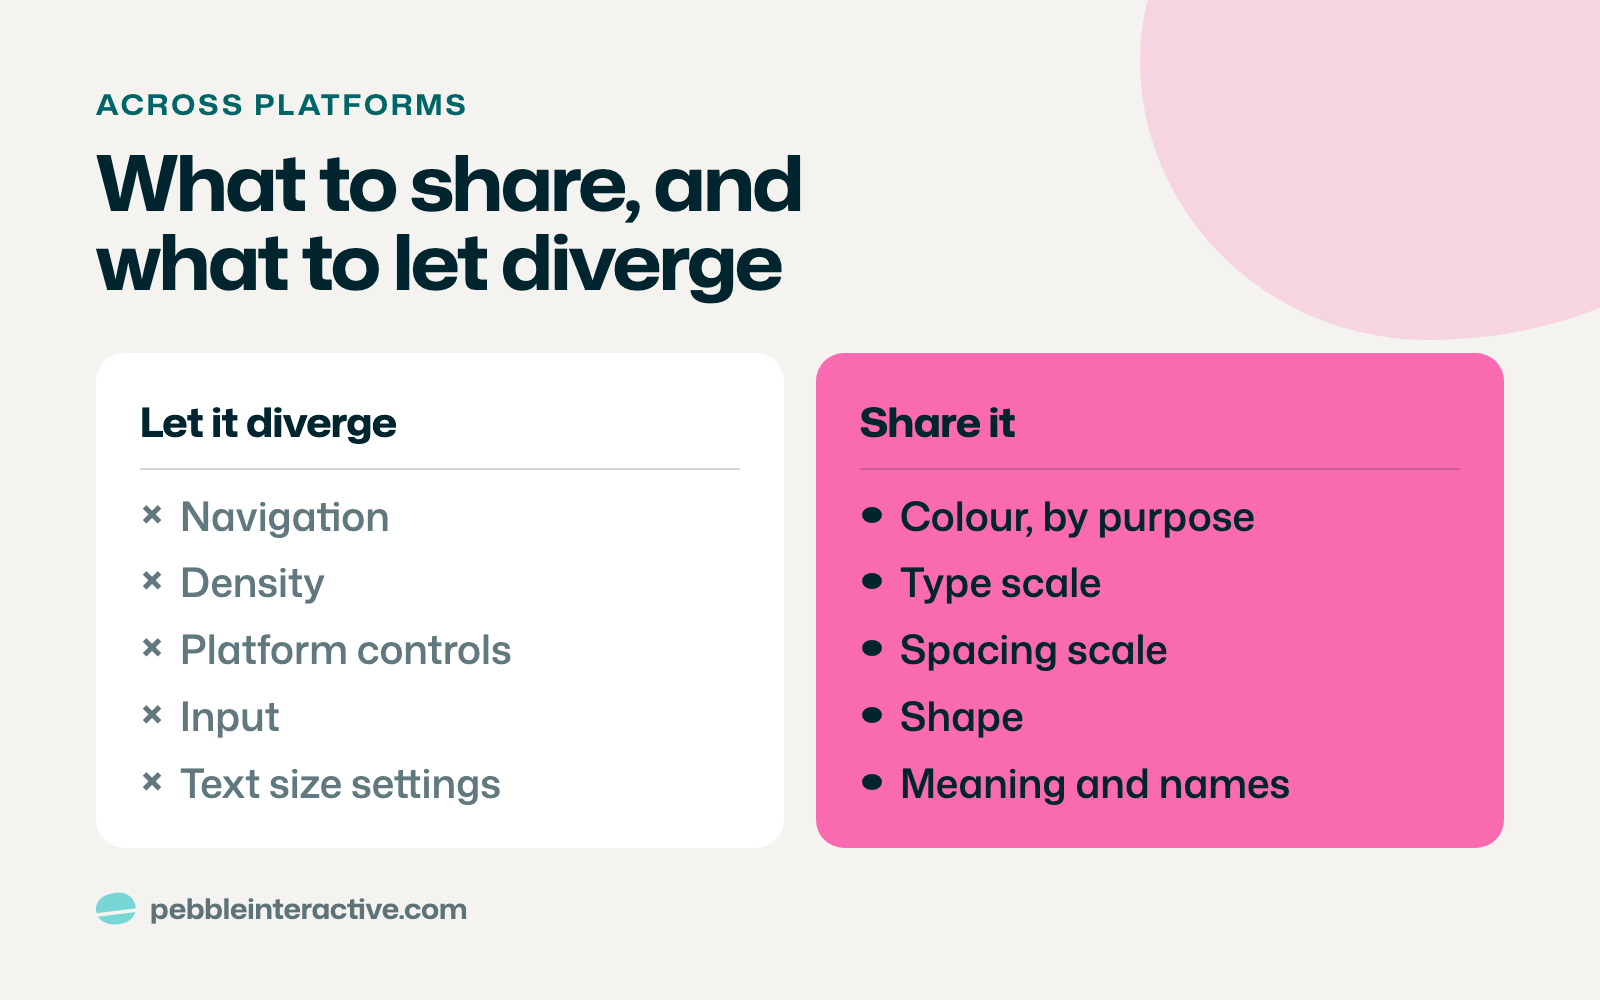 ACROSS PLATFORMS
What to share, and
what to let diverge
Let it diverge
× Navigation
× Density
× Platform controls
× Input
× Text size settings
Share it
● Colour, by purpose
● Type scale
● Spacing scale
● Shape
● Meaning and names
pebbleinteractive.com